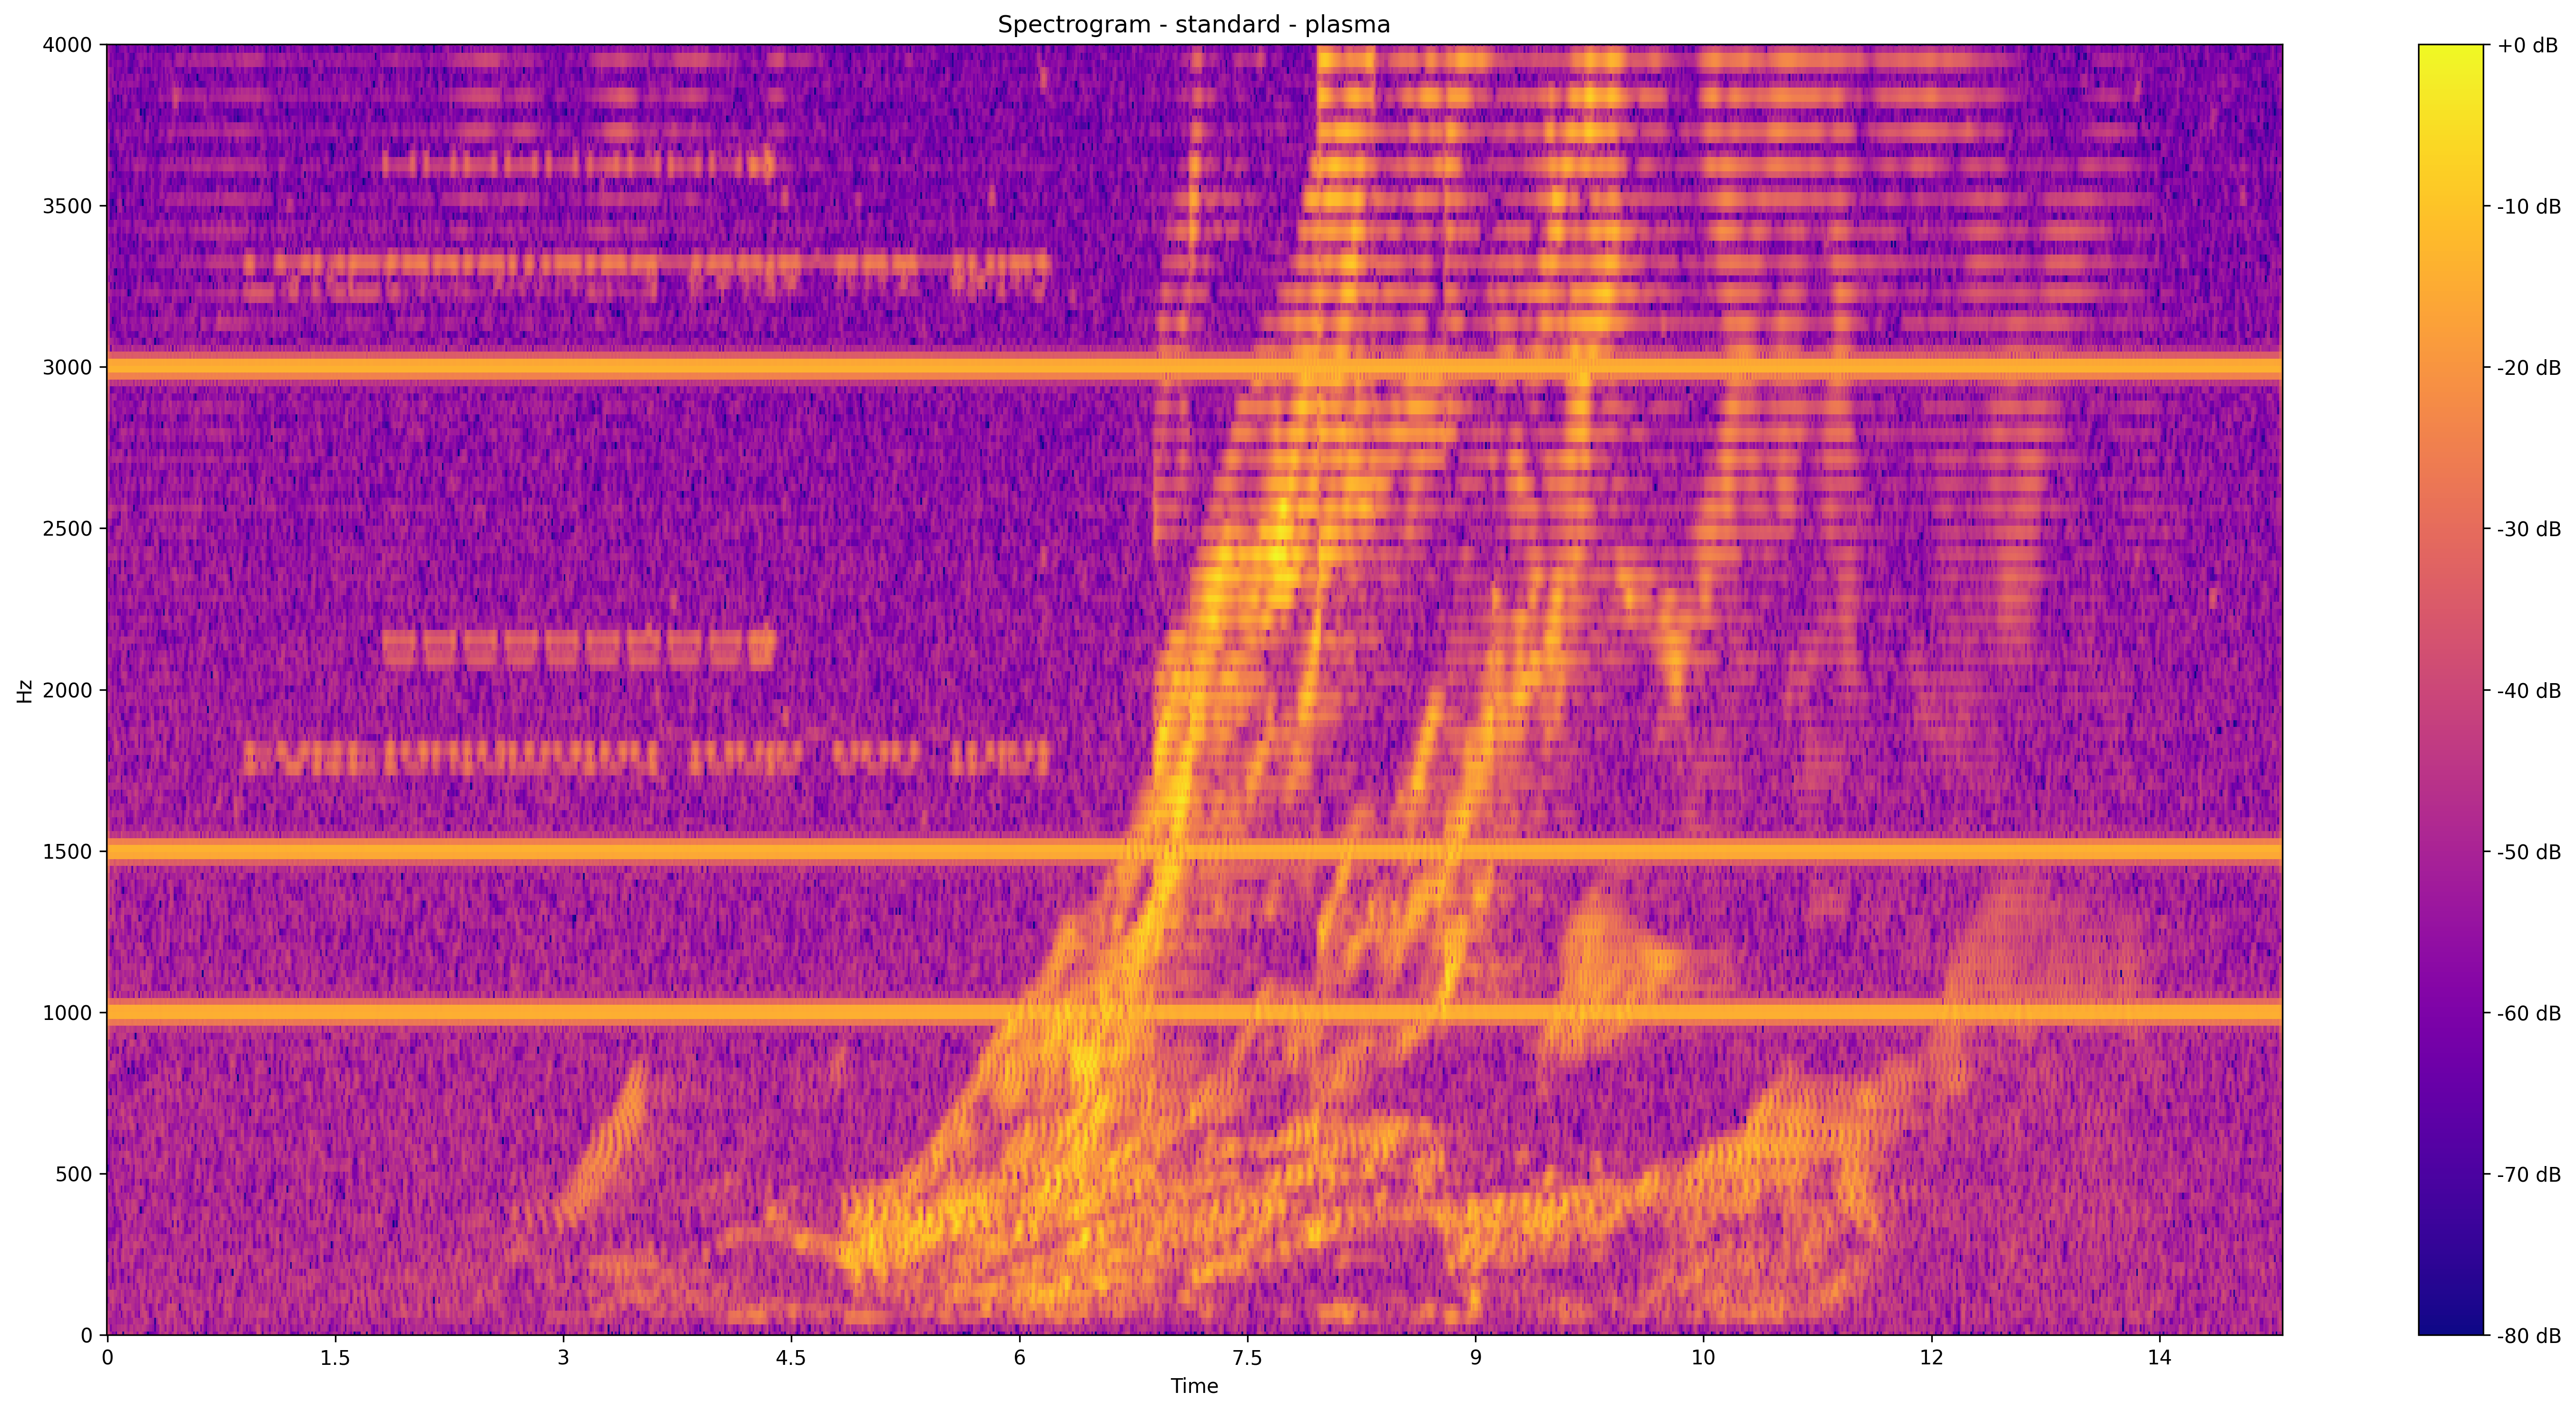 Spectrogram - standard - plasma
4000
3500
3000
2500
2000
1500
1000
500
0
Hz
0 1.5 3 4.5 6 7.5 9 10 12 14
Time
+0 dB
-10 dB
-20 dB
-30 dB
-40 dB
-50 dB
-60 dB
-70 dB
-80 dB